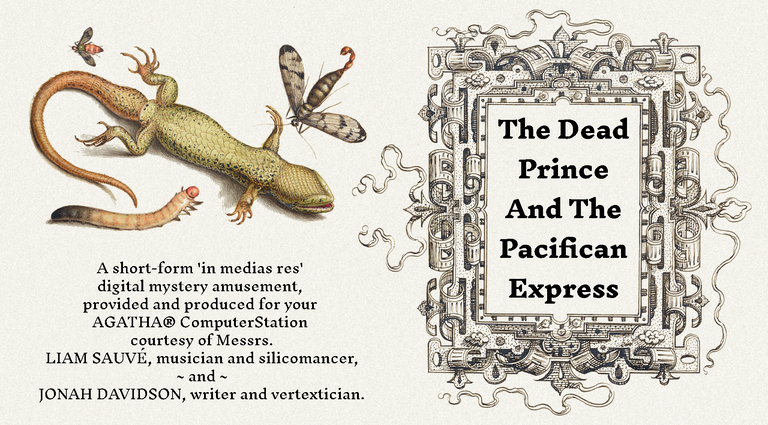 A short-form 'in medias res'
digital mystery amusement,
provided and produced for your
AGATHA® ComputerStation
courtesy of Messrs.
LIAM SAUVÉ, musician and silicomancer,
~ and ~
JONAH DAVIDSON, writer and vertextician.
The Dead
Prince
And The
Pacifican
Express